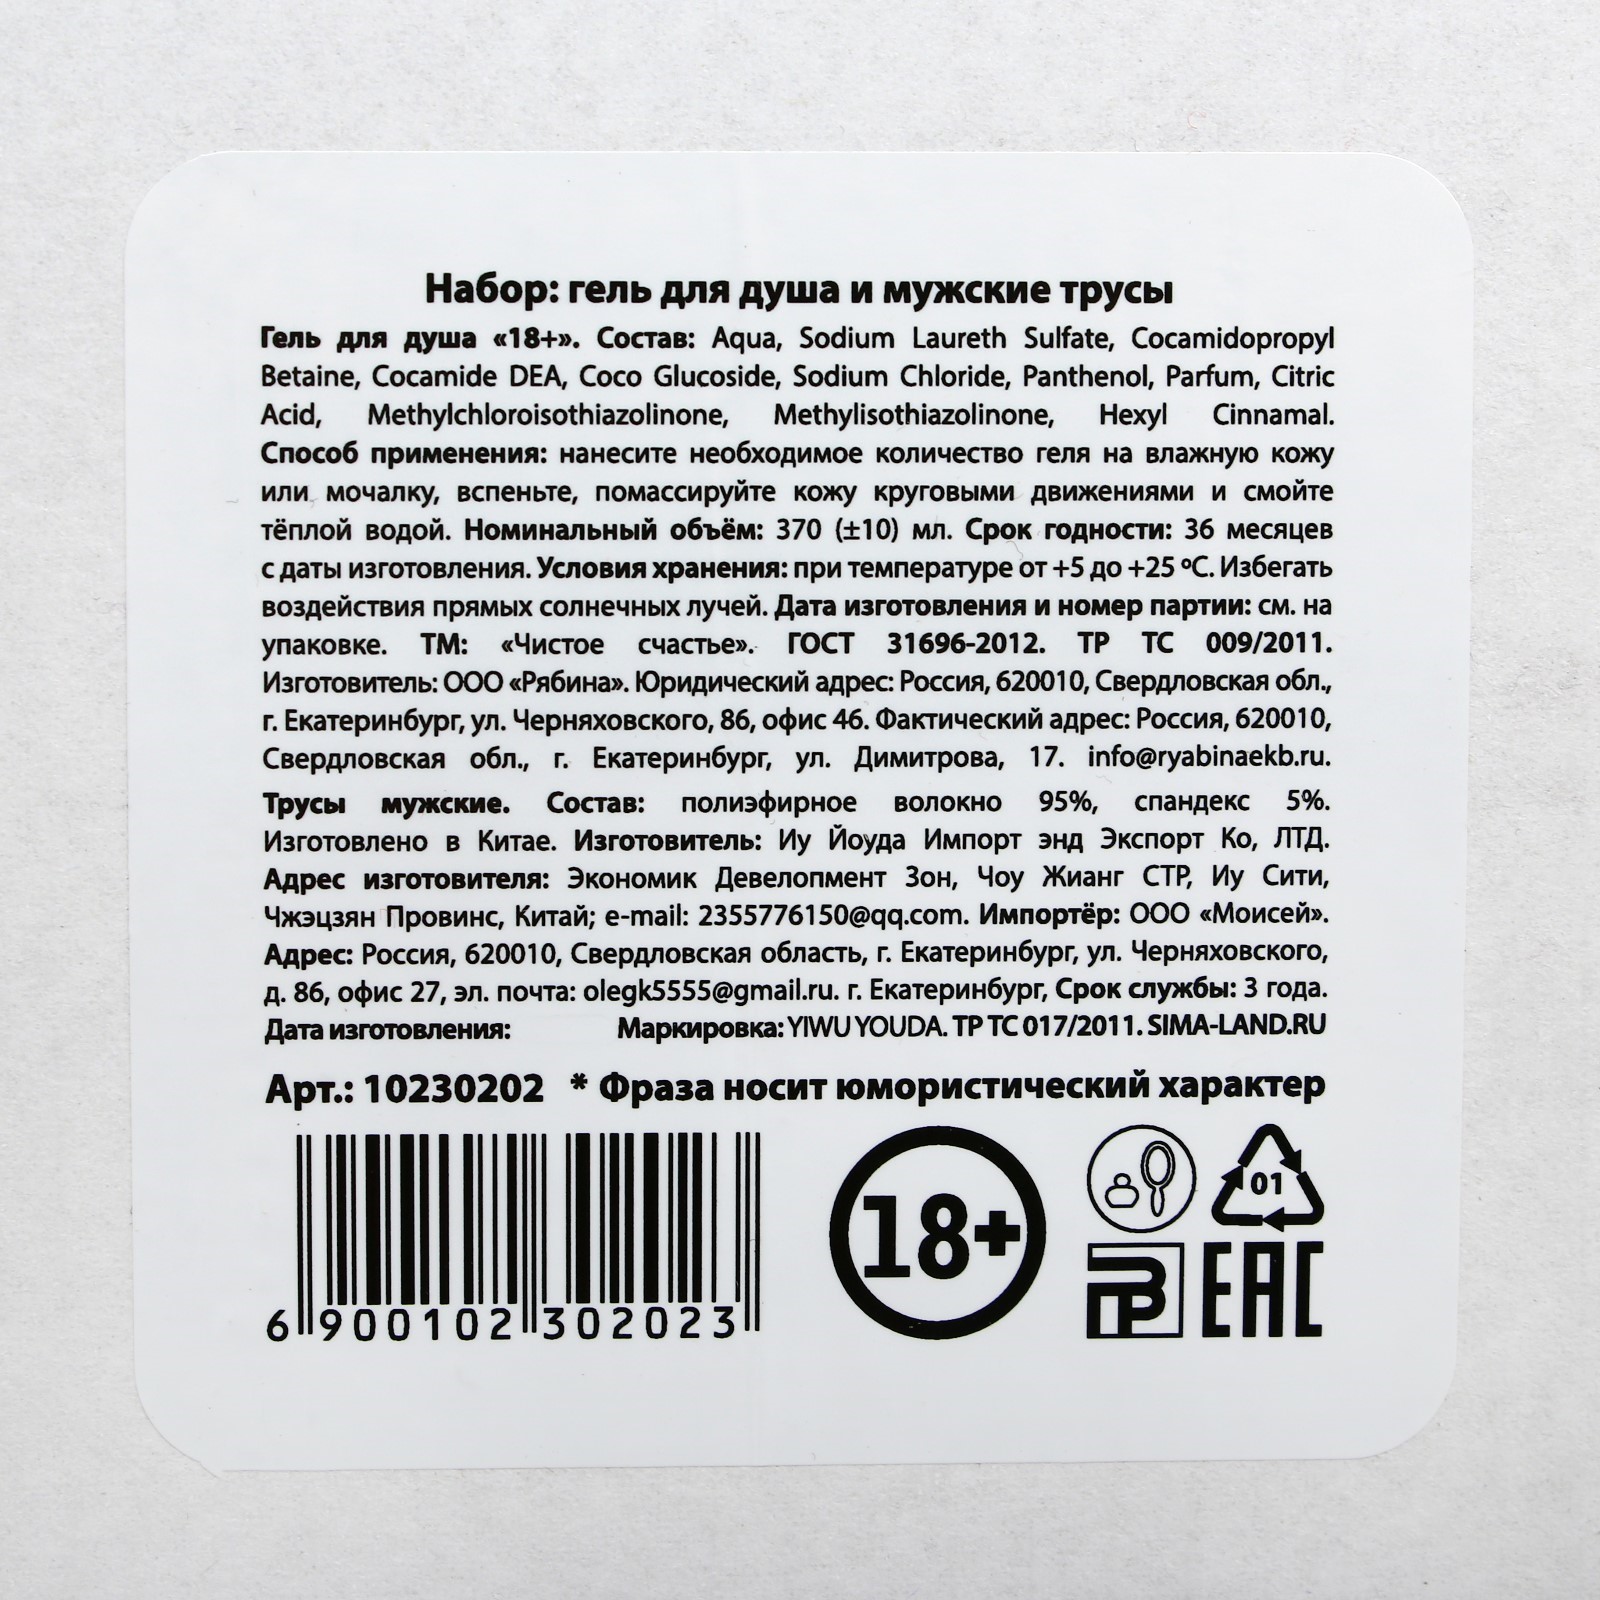 Набор: гель для душа и мужские трусы
Гель для душа «18+». Состав: Aqua, Sodium Laureth Sulfate, Cocamidopropyl
Betaine, Cocamide DEA, Coco Glucoside, Sodium Chloride, Panthenol, Parfum, Citric
Acid, Methylchloroisothiazolinone, Methylisothiazolinone, Hexyl Cinnamal.
Способ применения: нанесите необходимое количество геля на влажную кожу
или мочалку, вспеньте, помассируйте кожу круговыми движениями и смойте
тёплой водой. Номинальный объём: 370 (±10) мл. Срок годности: 36 месяцев
с даты изготовления. Условия хранения: при температуре от +5 до +25 ºС. Избегать
воздействия прямых солнечных лучей. Дата изготовления и номер партии: см. на
упаковке. ТМ: «Чистое счастье». ГОСТ 31696-2012. ТР ТС 009/2011.
Изготовитель: ООО «Рябина». Юридический адрес: Россия, 620010, Свердловская обл.,
г. Екатеринбург, ул. Черняховского, 86, офис 46. Фактический адрес: Россия, 620010,
Свердловская обл., г. Екатеринбург, ул. Димитрова, 17. info@ryabinaekb.ru.
Трусы мужские. Состав: полиэфирное волокно 95%, спандекс 5%.
Изготовлено в Китае. Изготовитель: Иу Йоуда Импорт энд Экспорт Ко, ЛТД.
Адрес изготовителя: Экономик Девелопмент Зон, Чоу Жианг СТР, Иу Сити,
Чжэцзян Провинс, Китай; e-mail: 2355776150@qq.com. Импортёр: ООО «Моисей».
Адрес: Россия, 620010, Свердловская область, г. Екатеринбург, ул. Черняховского,
д. 86, офис 27, эл. почта: olegk5555@gmail.ru. г. Екатеринбург, Срок службы: 3 года.
Дата изготовления: Маркировка: YIWU YOUDA. ТР ТС 017/2011. SIMA-LAND.RU
Арт.: 10230202 * Фраза носит юмористический характер
18+
01
ЕАС
6 900102 302023